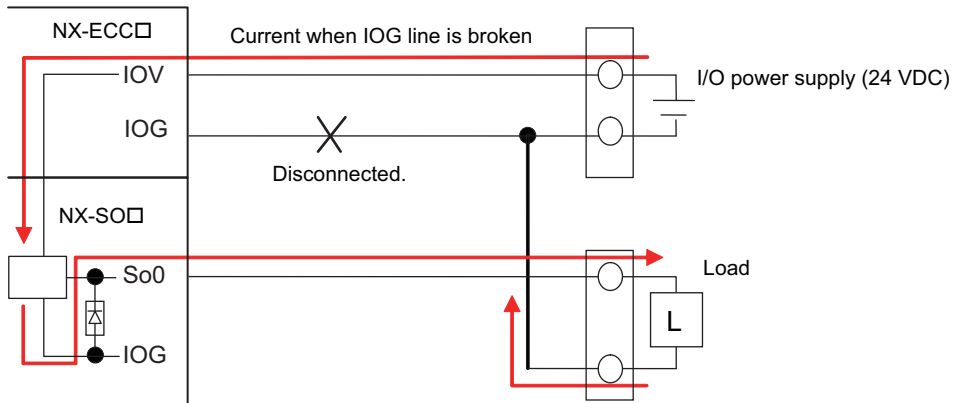 NX-ECC□
Current when IOG line is broken
IOV
I/O power supply (24 VDC)
IOG
Disconnected.
NX-SO□
So0
Load
L
IOG